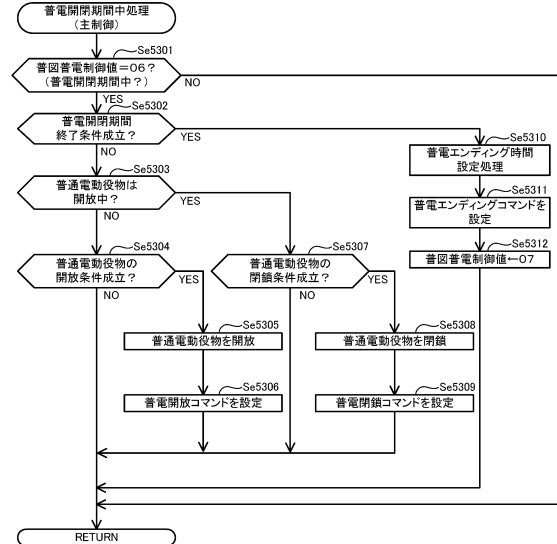 普電開閉期間中処理
(主制御)
Se5301
普図普電制御値=06?
(普電開閉期間中?)
NO
YES
Se5302
普電開閉期間
終了条件成立?
YES
NO
Se5310
普電エンディング時間
設定処理
Se5303
普通電動役物は
開放中?
YES
NO
Se5311
普電エンディングコマンドを
設定
Se5304
普通電動役物の
開放条件成立?
YES
NO
Se5307
普通電動役物の
閉鎖条件成立?
YES
NO
Se5312
普図普電制御値←07
Se5305
普通電動役物を開放
Se5308
普通電動役物を閉鎖
Se5306
普電開放コマンドを設定
Se5309
普電閉鎖コマンドを設定
RETURN